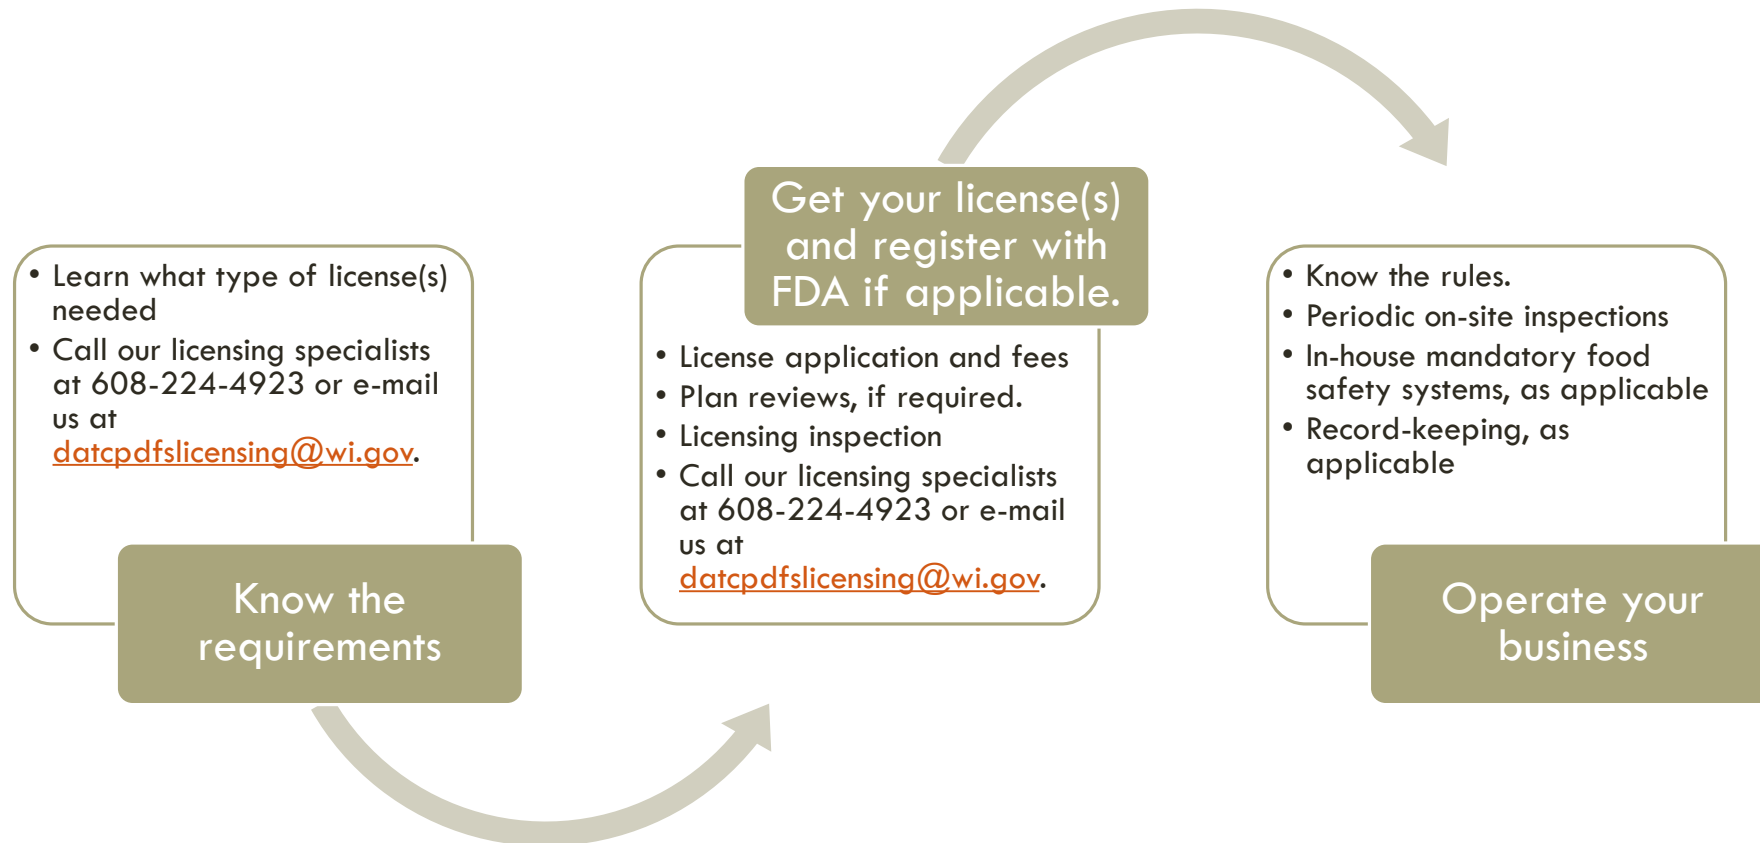 • Learn what type of license(s)
needed
• Call our licensing specialists
at 608-224-4923 or e-mail
us at
datcpdfslicensing@wi.gov.
Know the
requirements
Get your license(s)
and register with
FDA if applicable.
• License application and fees
• Plan reviews, if required.
• Licensing inspection
• Call our licensing specialists
at 608-224-4923 or e-mail
us at
datcpdfslicensing@wi.gov.
• Know the rules.
• Periodic on-site inspections
• In-house mandatory food
safety systems, as applicable
• Record-keeping, as
applicable
Operate your
business